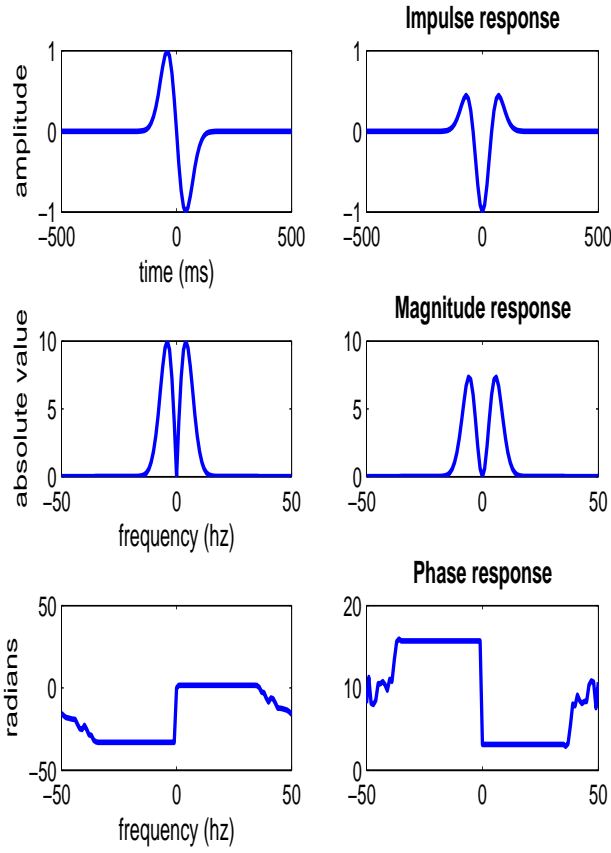 Impulse response
1
0
−1
amplitude
−500 0 500
time (ms)
1
0
−1
−500 0 500
Magnitude response
10
5
0
absolute value
−50 0 50
frequency (hz)
10
5
0
−50 0 50
Phase response
50
0
−50
radians
−50 0 50
frequency (hz)
20
10
0
−50 0 50